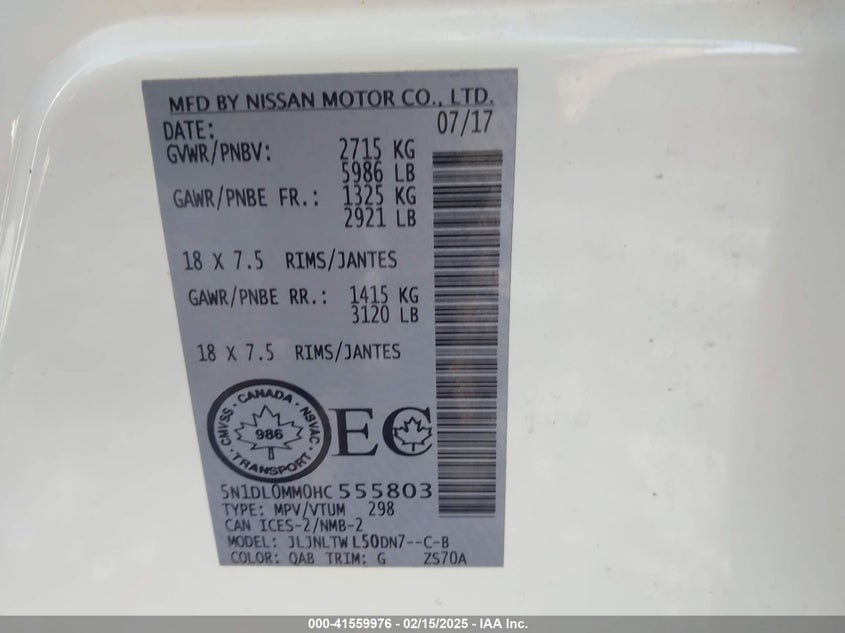 MFD BY NISSAN MOTOR CO., LTD.
DATE: 07/17
GVWR/PNBV: 2715 KG
5986 LB
GAWR/PNBE FR.: 1325 KG
2921 LB
18 X 7.5 RIMS/JANTES
GAWR/PNBE RR.: 1415 KG
3120 LB
18 X 7.5 RIMS/JANTES
CANADA
CMVSS · NSVAC
986
TRANSPORT
EC
5N1DL0MM0HC555803
TYPE: MPV/VTUM 298
CAN ICES-2/NMB-2
MODEL: JLJNLTW L50DN7--C-B
COLOR: QAB TRIM: G ZS70A
000-41559976 - 02/15/2025 - IAA Inc.